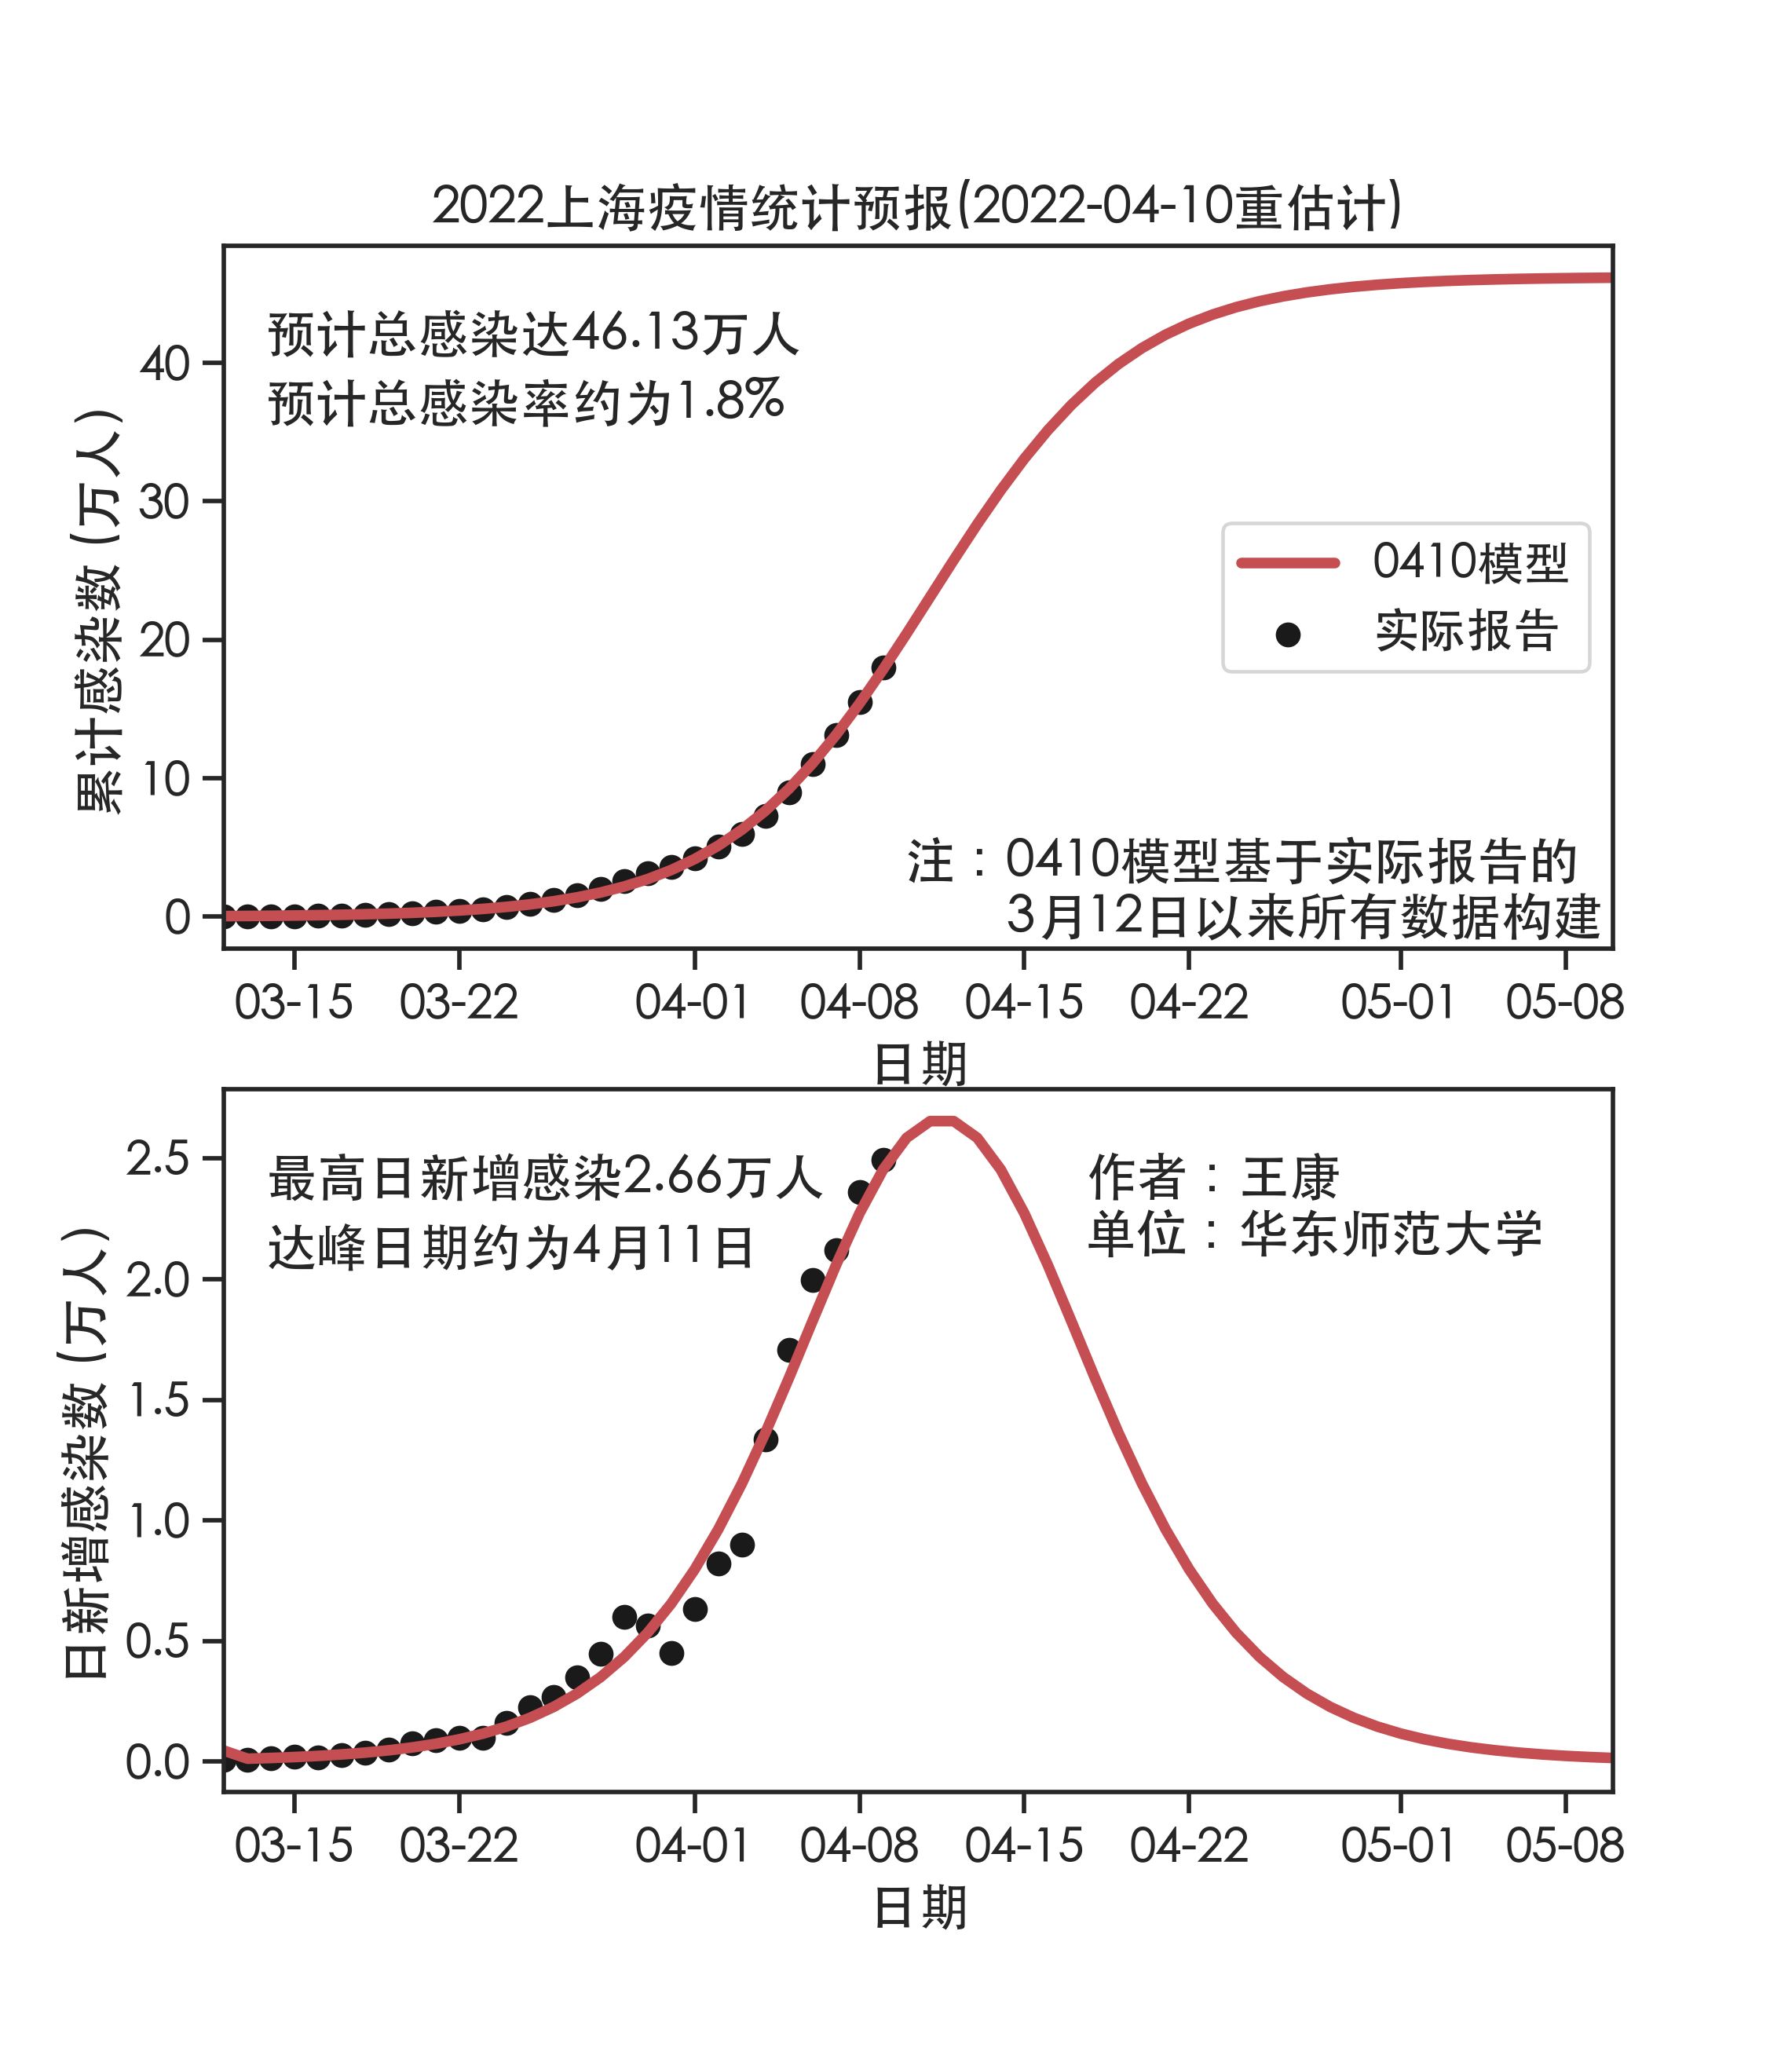 2022上海疫情统计预报(2022-04-10重估计)
预计总感染达46.13万人
预计总感染率约为1.8%
累计感染数 (万人)
40
30
20
10
0
0410模型
实际报告
注：0410模型基于实际报告的
3月12日以来所有数据构建
03-15 03-22 04-01 04-08 04-15 04-22 05-01 05-08
日期
最高日新增感染2.66万人
达峰日期约为4月11日
作者：王康
单位：华东师范大学
日新增感染数 (万人)
2.5
2.0
1.5
1.0
0.5
0.0
03-15 03-22 04-01 04-08 04-15 04-22 05-01 05-08
日期